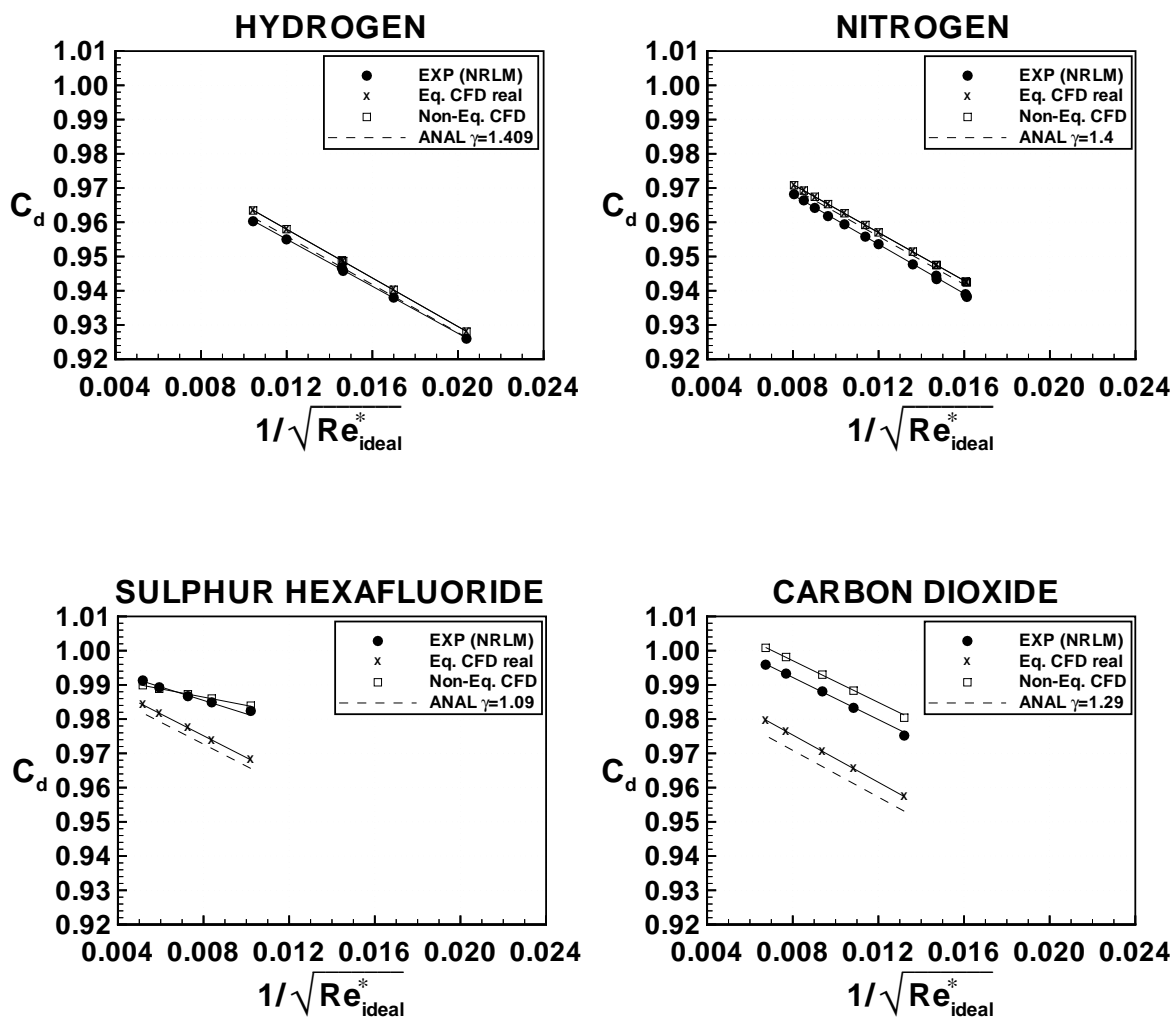 HYDROGEN
1.01
1.00
0.99
0.98
0.97
0.96
0.95
0.94
0.93
0.92
C_d
EXP (NRLM)
Eq. CFD real
Non-Eq. CFD
ANAL γ=1.409
0.004 0.008 0.012 0.016 0.020 0.024
1/√Re*ideal
NITROGEN
1.01
1.00
0.99
0.98
0.97
0.96
0.95
0.94
0.93
0.92
C_d
EXP (NRLM)
Eq. CFD real
Non-Eq. CFD
ANAL γ=1.4
0.004 0.008 0.012 0.016 0.020 0.024
1/√Re*ideal
SULPHUR HEXAFLUORIDE
1.01
1.00
0.99
0.98
0.97
0.96
0.95
0.94
0.93
0.92
C_d
EXP (NRLM)
Eq. CFD real
Non-Eq. CFD
ANAL γ=1.09
0.004 0.008 0.012 0.016 0.020 0.024
1/√Re*ideal
CARBON DIOXIDE
1.01
1.00
0.99
0.98
0.97
0.96
0.95
0.94
0.93
0.92
C_d
EXP (NRLM)
Eq. CFD real
Non-Eq. CFD
ANAL γ=1.29
0.004 0.008 0.012 0.016 0.020 0.024
1/√Re*ideal